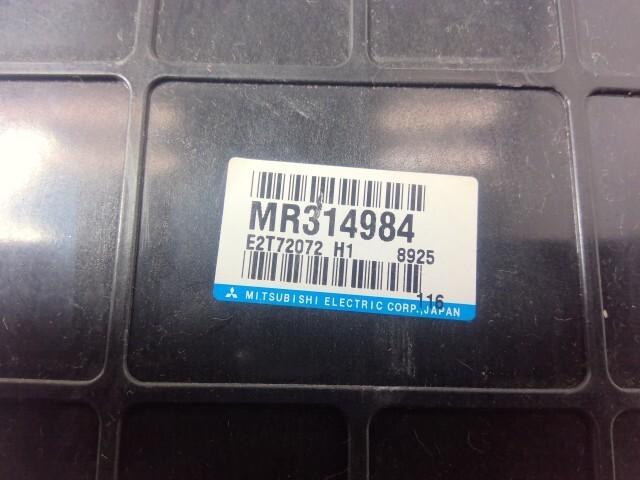 MR314984
E2T72072 H1 8925
116
MITSUBISHI ELECTRIC CORP.,JAPAN